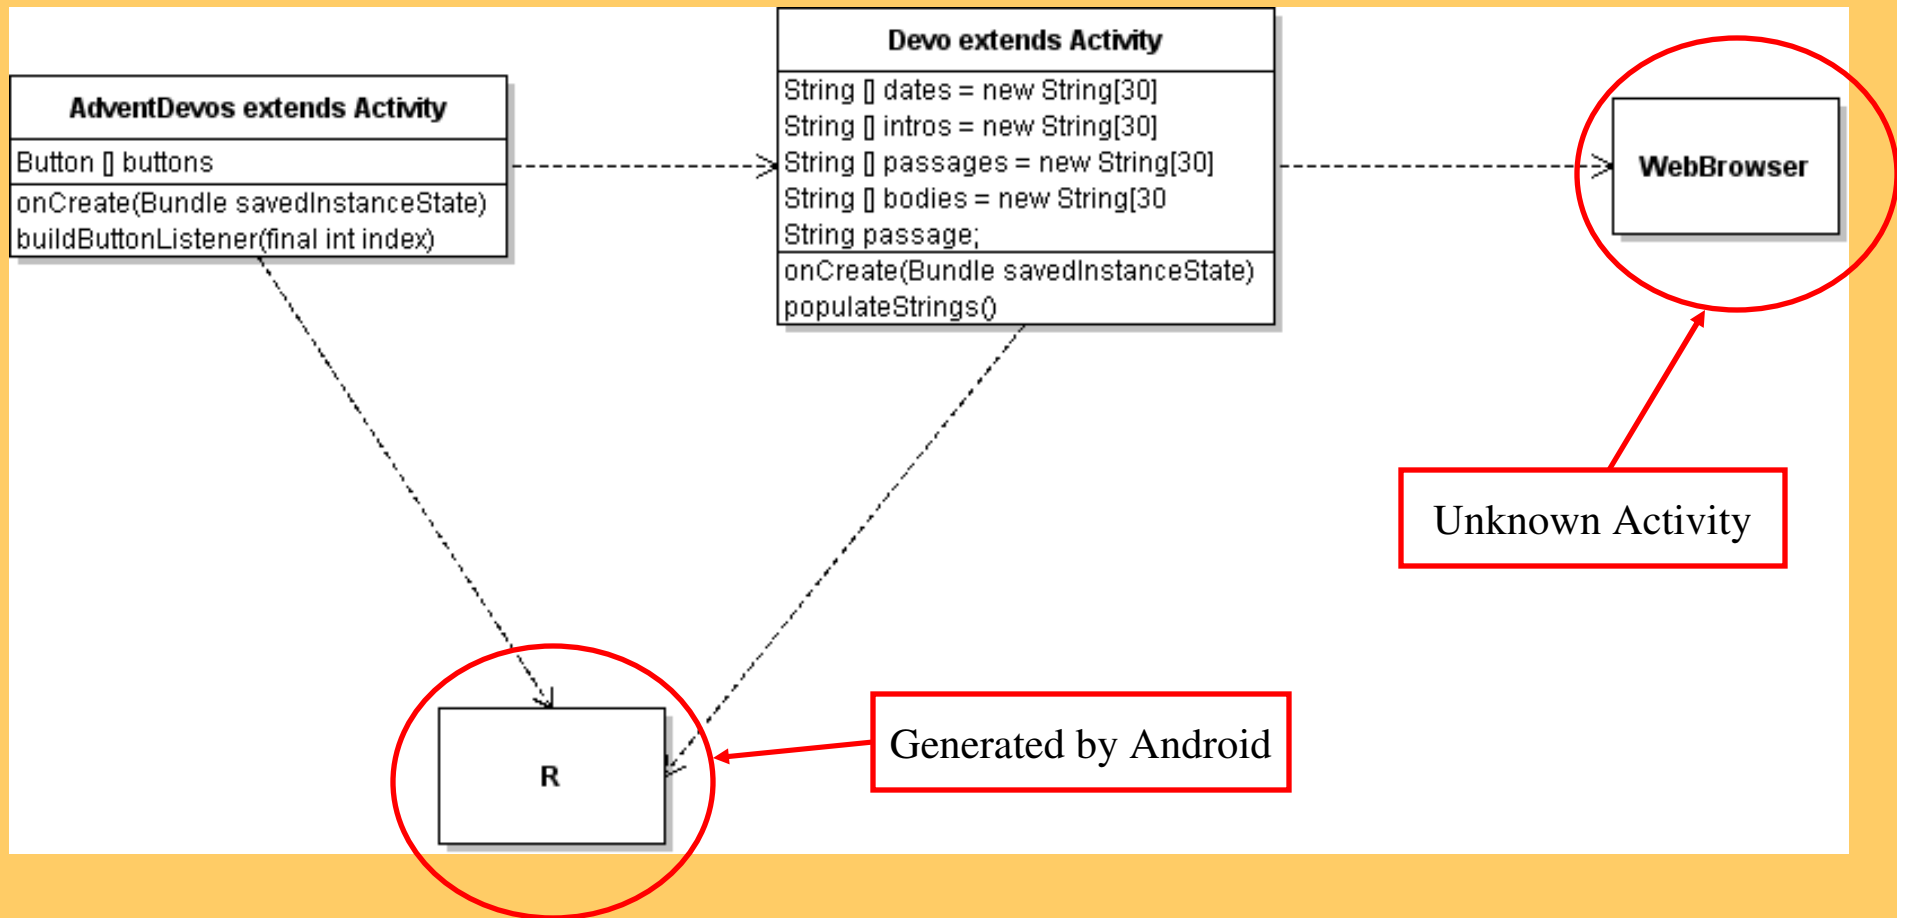 AdventDevos extends Activity
Button [] buttons
onCreate(Bundle savedInstanceState)
buildButtonListener(final int index)
Devo extends Activity
String [] dates = new String[30]
String [] intros = new String[30]
String [] passages = new String[30]
String [] bodies = new String[30
String passage;
onCreate(Bundle savedInstanceState)
populateStrings()
WebBrowser
Unknown Activity
Generated by Android
R